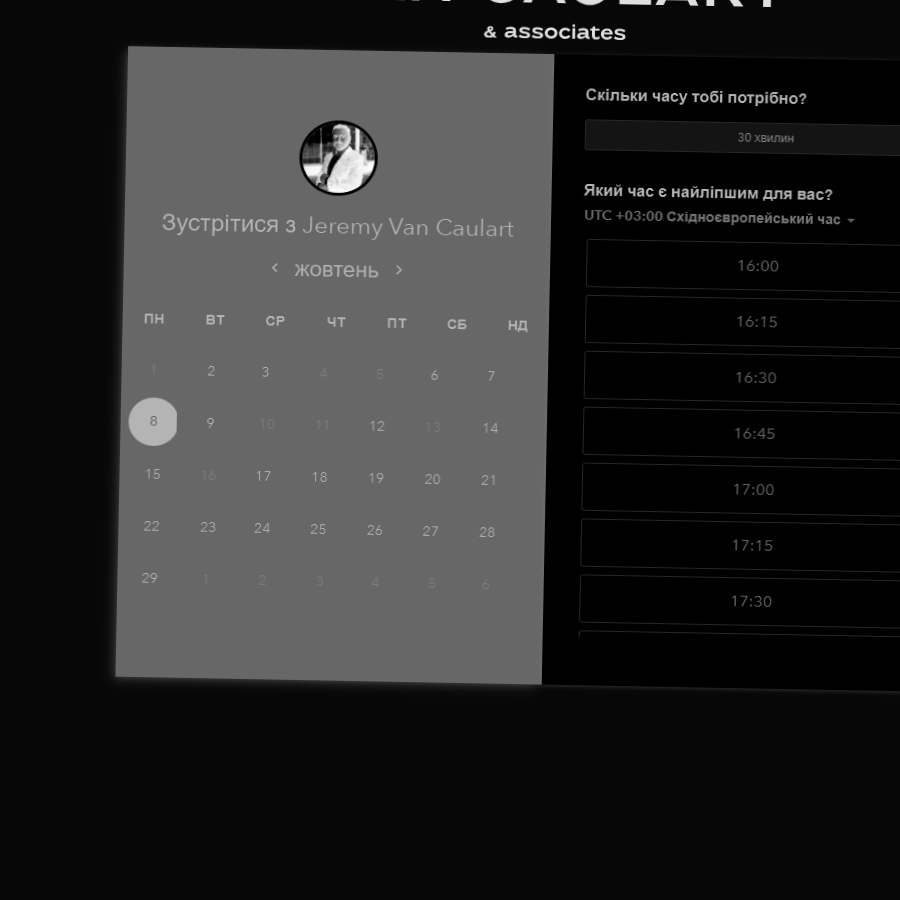 & associates
Зустрітися з Jeremy Van Caulart
< жовтень >
ПН ВТ СР ЧТ ПТ СБ НД
1 2 3 4 5 6 7
8 9 10 11 12 13 14
15 16 17 18 19 20 21
22 23 24 25 26 27 28
29 1 2 3 4 5 6
Скільки часу тобі потрібно?
30 хвилин
Який час є найліпшим для вас?
UTC +03:00 Східноєвропейський час
16:00
16:15
16:30
16:45
17:00
17:15
17:30